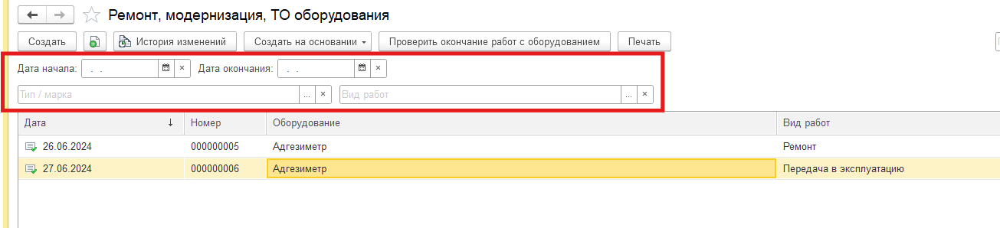 Ремонт, модернизация, ТО оборудования
Создать История изменений Создать на основании Проверить окончание работ с оборудованием Печать
Дата начала: . . Дата окончания: . .
Тип / марка ... × Вид работ ... ×
Дата ↓ Номер Оборудование Вид работ
26.06.2024 000000005 Адгезиметр Ремонт
27.06.2024 000000006 Адгезиметр Передача в эксплуатацию